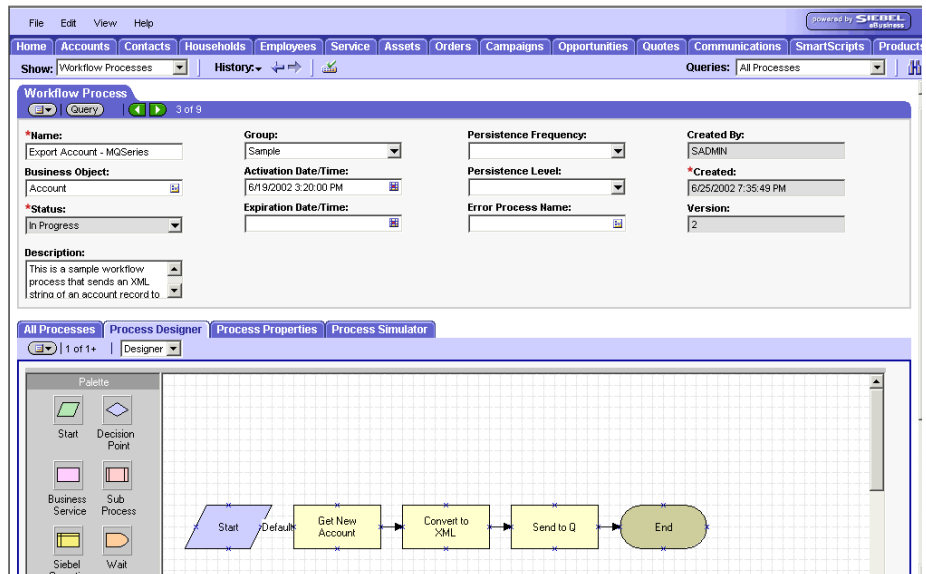 File Edit View Help
powered by SIEBEL
eBusiness
Home Accounts Contacts Households Employees Service Assets Orders Campaigns Opportunities Quotes Communications SmartScripts Products
Show: Workflow Processes History: Queries: All Processes
Workflow Process
Query 3 of 9
*Name: Group: Persistence Frequency: Created By:
Export Account - MQSeries Sample SADMIN
Business Object: Activation Date/Time: Persistence Level: *Created:
Account 6/19/2002 3:20:00 PM 6/25/2002 7:35:49 PM
*Status: Expiration Date/Time: Error Process Name: Version:
In Progress 2
Description:
This is a sample workflow
process that sends an XML
string of an account record to
All Processes Process Designer Process Properties Process Simulator
1 of 1+ Designer
Palette
Start Decision
Point
Business Sub
Service Process
Start Default Get New
Account Convert to
XML Send to Q End
Siebel Wait